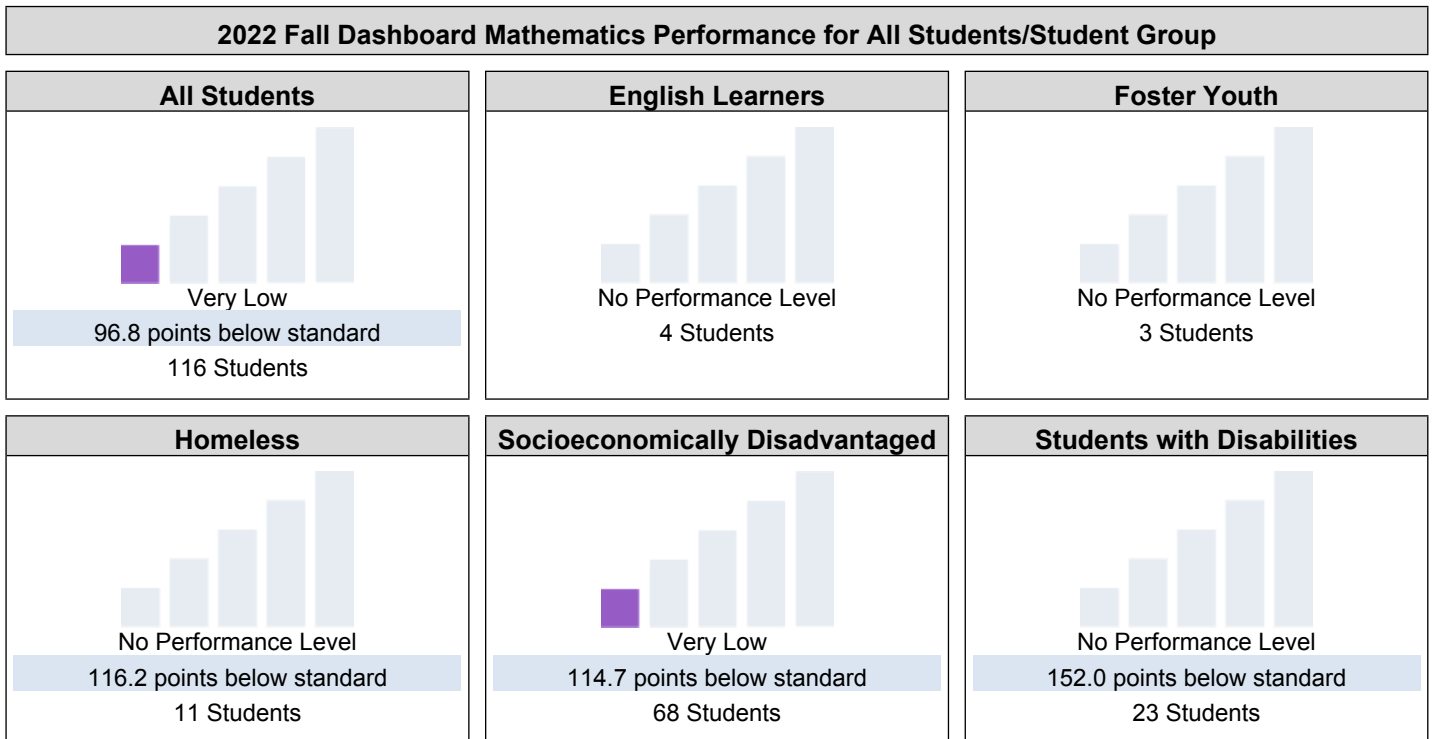 2022 Fall Dashboard Mathematics Performance for All Students/Student Group
All Students
Very Low
96.8 points below standard
116 Students
English Learners
No Performance Level
4 Students
Foster Youth
No Performance Level
3 Students
Homeless
No Performance Level
116.2 points below standard
11 Students
Socioeconomically Disadvantaged
Very Low
114.7 points below standard
68 Students
Students with Disabilities
No Performance Level
152.0 points below standard
23 Students